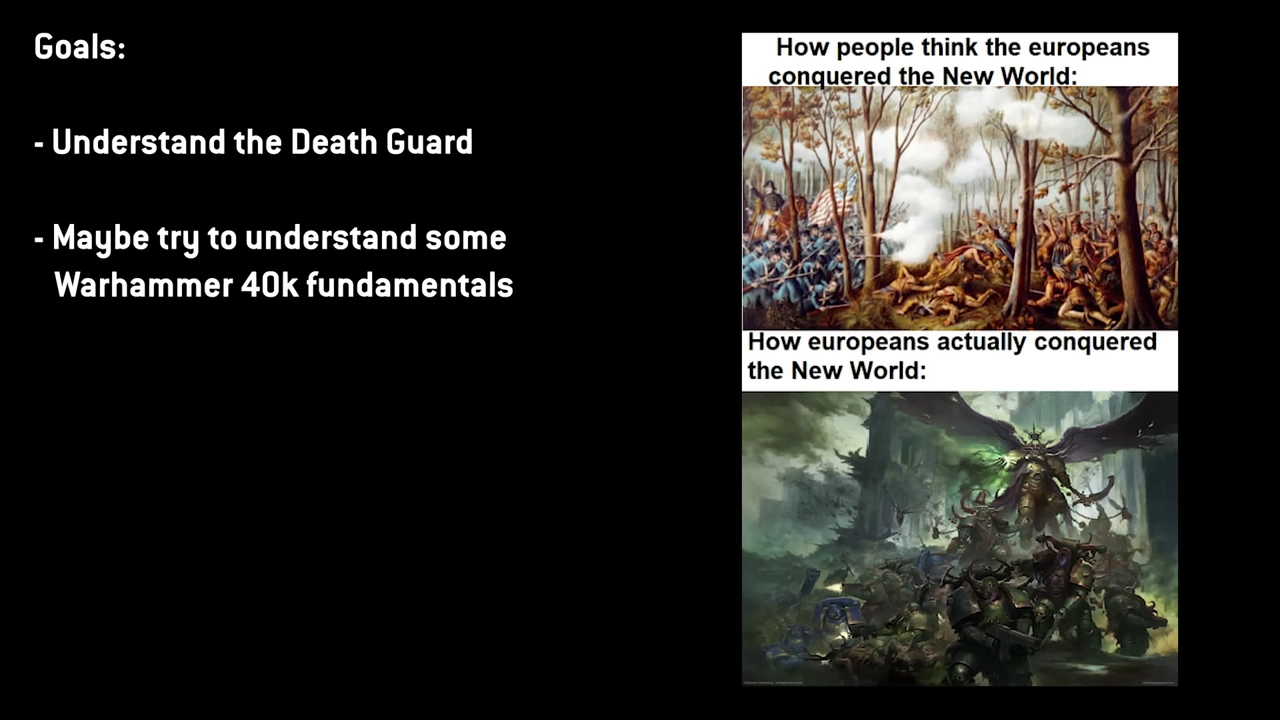 Goals:
- Understand the Death Guard
- Maybe try to understand some
Warhammer 40k fundamentals
How people think the europeans
conquered the New World:
How europeans actually conquered
the New World: